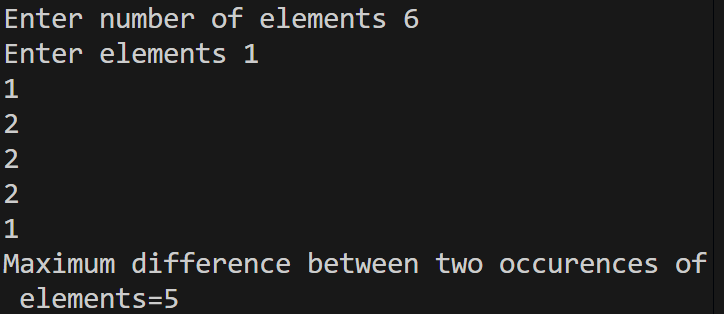 Enter number of elements 6
Enter elements 1
1
2
2
2
1
Maximum difference between two occurences of
 elements=5